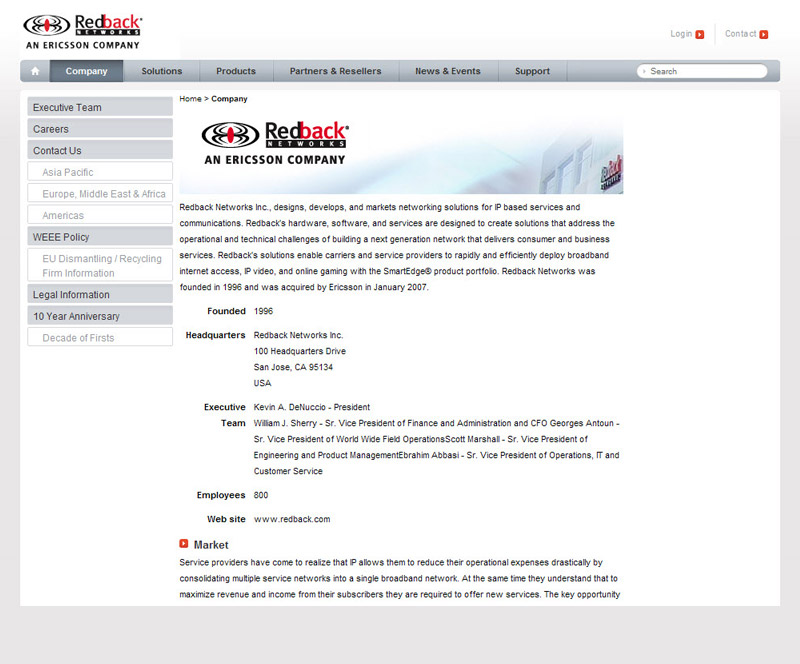 Redback
NETWORKS
AN ERICSSON COMPANY
Login
Contact
Company
Solutions
Products
Partners & Resellers
News & Events
Support
Search
Executive Team
Careers
Contact Us
Asia Pacific
Europe, Middle East & Africa
Americas
WEEE Policy
EU Dismantling / Recycling
Firm Information
Legal Information
10 Year Anniversary
Decade of Firsts
Home > Company
Redback
NETWORKS
AN ERICSSON COMPANY
Redback Networks Inc., designs, develops, and markets networking solutions for IP based services and
communications. Redback's hardware, software, and services are designed to create solutions that address the
operational and technical challenges of building a next generation network that delivers consumer and business
services. Redback's solutions enable carriers and service providers to rapidly and efficiently deploy broadband
internet access, IP video, and online gaming with the SmartEdge® product portfolio. Redback Networks was
founded in 1996 and was acquired by Ericsson in January 2007.
Founded 1996
Headquarters Redback Networks Inc.
100 Headquarters Drive
San Jose, CA 95134
USA
Executive Kevin A. DeNuccio - President
Team William J. Sherry - Sr. Vice President of Finance and Administration and CFO Georges Antoun -
Sr. Vice President of World Wide Field OperationsScott Marshall - Sr. Vice President of
Engineering and Product ManagementEbrahim Abbasi - Sr. Vice President of Operations, IT and
Customer Service
Employees 800
Web site www.redback.com
Market
Service providers have come to realize that IP allows them to reduce their operational expenses drastically by
consolidating multiple service networks into a single broadband network. At the same time they understand that to
maximize revenue and income from their subscribers they are required to offer new services. The key opportunity